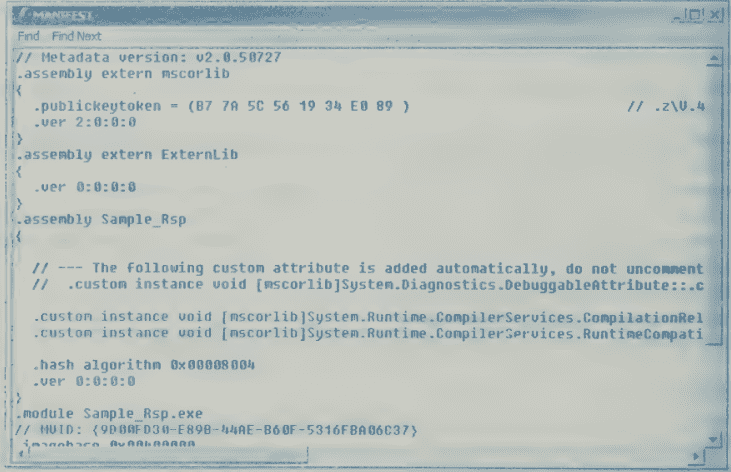 MANIFEST
Find Find Next
// Metadata version: v2.0.50727
.assembly extern mscorlib
{
.publickeytoken = (B7 7A 5C 56 19 34 E0 89 ) // .z\V.4
.ver 2:0:0:0
}
.assembly extern ExternLib
{
.ver 0:0:0:0
}
.assembly Sample_Rsp
{
// --- The following custom attribute is added automatically, do not uncomment
// .custom instance void [mscorlib]System.Diagnostics.DebuggableAttribute::.c
.custom instance void [mscorlib]System.Runtime.CompilerServices.CompilationRel
.custom instance void [mscorlib]System.Runtime.CompilerServices.RuntimeCompati
.hash algorithm 0x00008004
.ver 0:0:0:0
}
.module Sample_Rsp.exe
// MVID: {9D00FD30-E89B-44AE-B60F-5316FBA06C37}
.imagebase 0x00400000